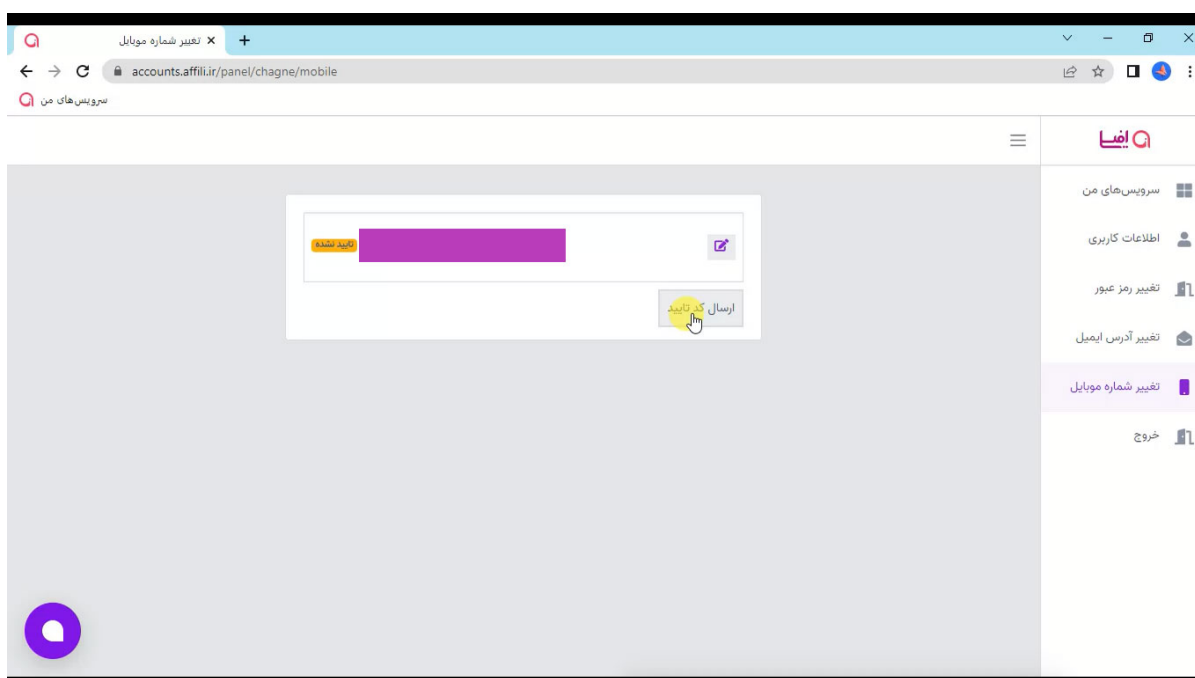 تغییر شماره موبایل
accounts.affili.ir/panel/chagne/mobile
سرویس‌های من
افیلی
سرویس‌های من
اطلاعات کاربری
تغییر رمز عبور
تغییر آدرس ایمیل
تغییر شماره موبایل
خروج
تایید نشده
ارسال کد تایید